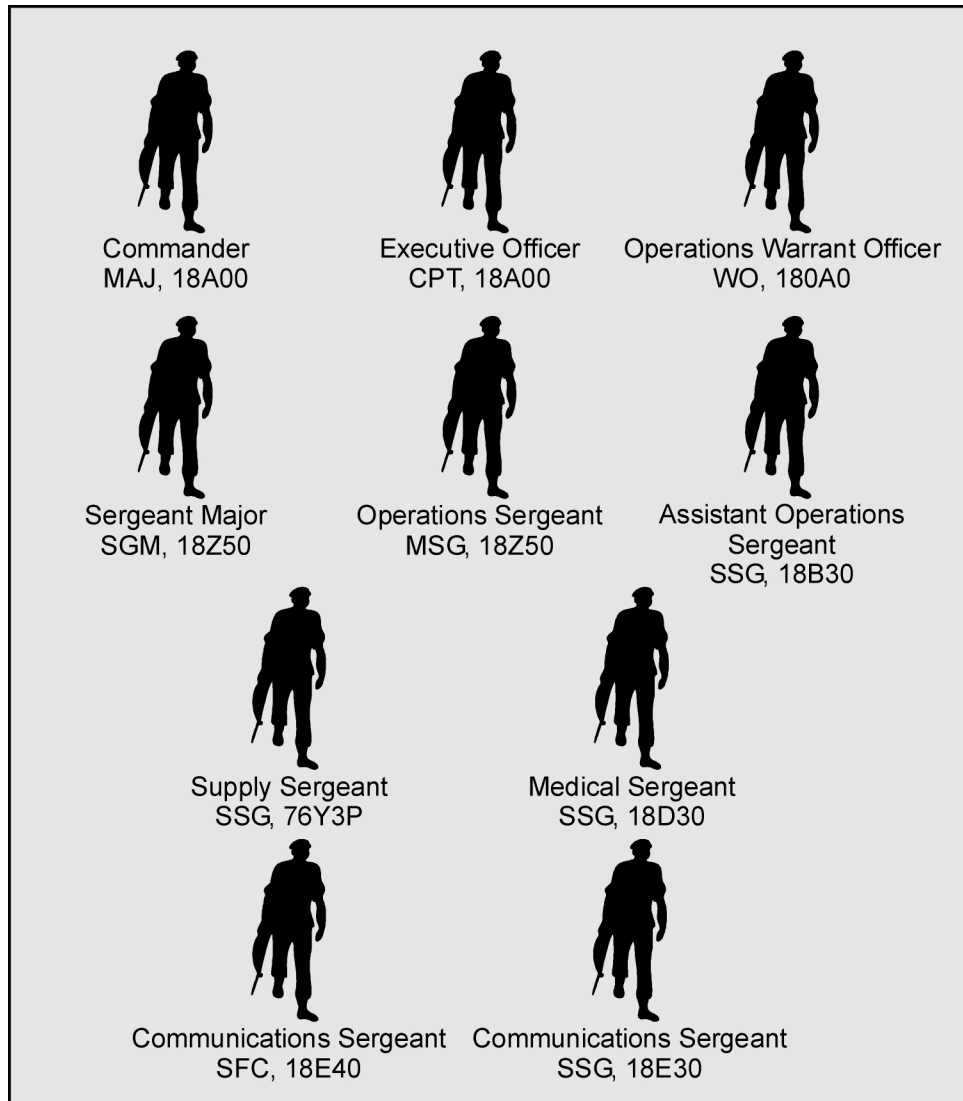 Commander
MAJ, 18A00
Executive Officer
CPT, 18A00
Operations Warrant Officer
WO, 180A0
Sergeant Major
SGM, 18Z50
Operations Sergeant
MSG, 18Z50
Assistant Operations
Sergeant
SSG, 18B30
Supply Sergeant
SSG, 76Y3P
Medical Sergeant
SSG, 18D30
Communications Sergeant
SFC, 18E40
Communications Sergeant
SSG, 18E30